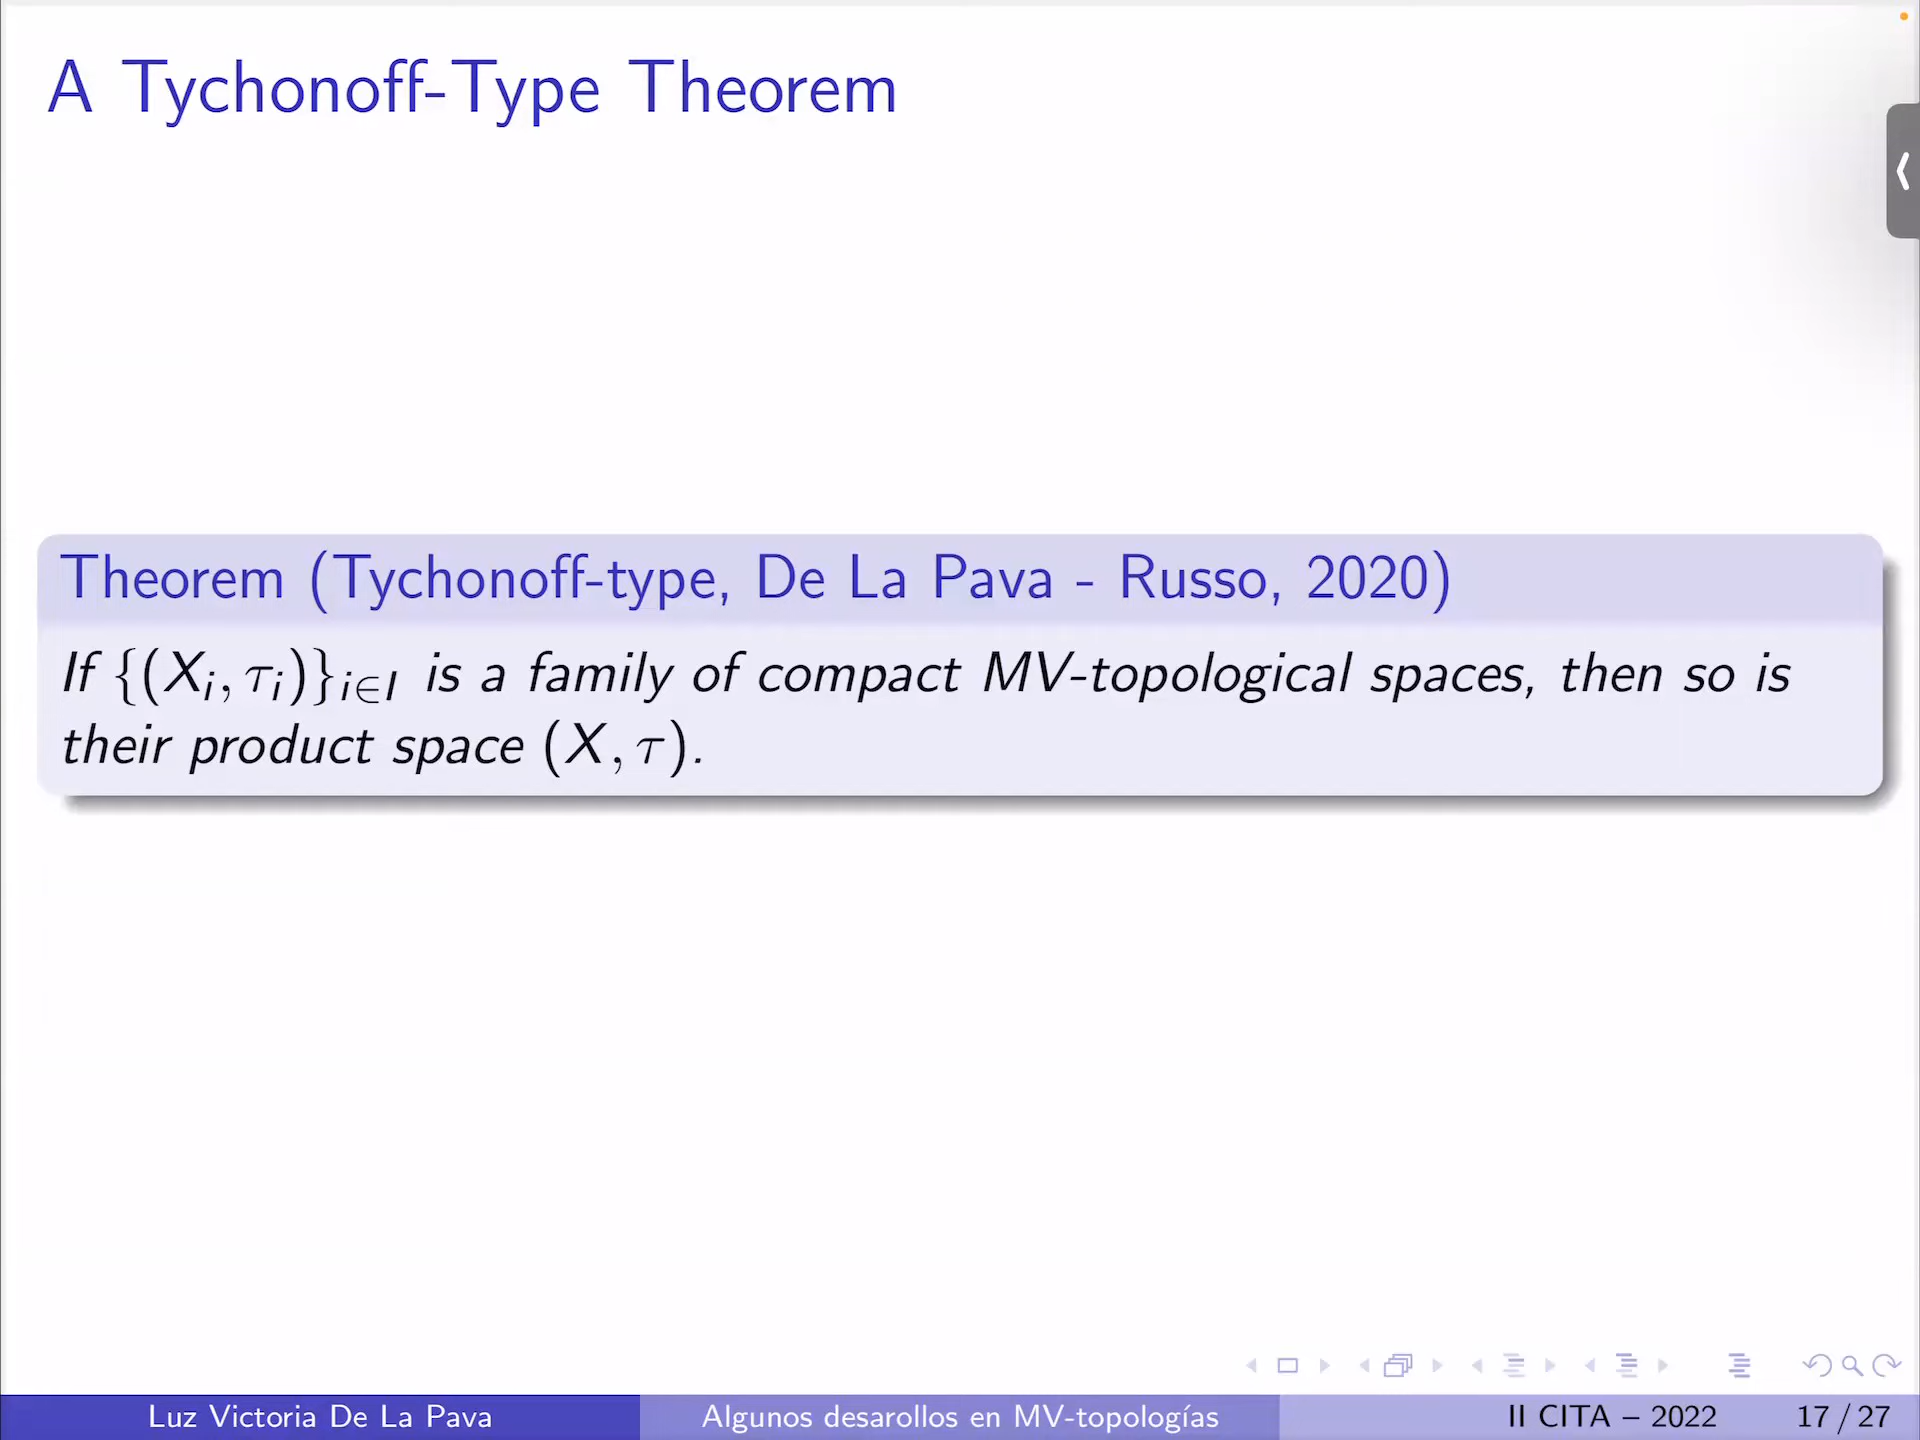 A Tychonoff-Type Theorem
Theorem (Tychonoff-type, De La Pava - Russo, 2020)
If {(Xᵢ, τᵢ)}ᵢ∈I is a family of compact MV-topological spaces, then so is
their product space (X, τ).
Luz Victoria De La Pava
Algunos desarollos en MV-topologías
II CITA – 2022
17 / 27